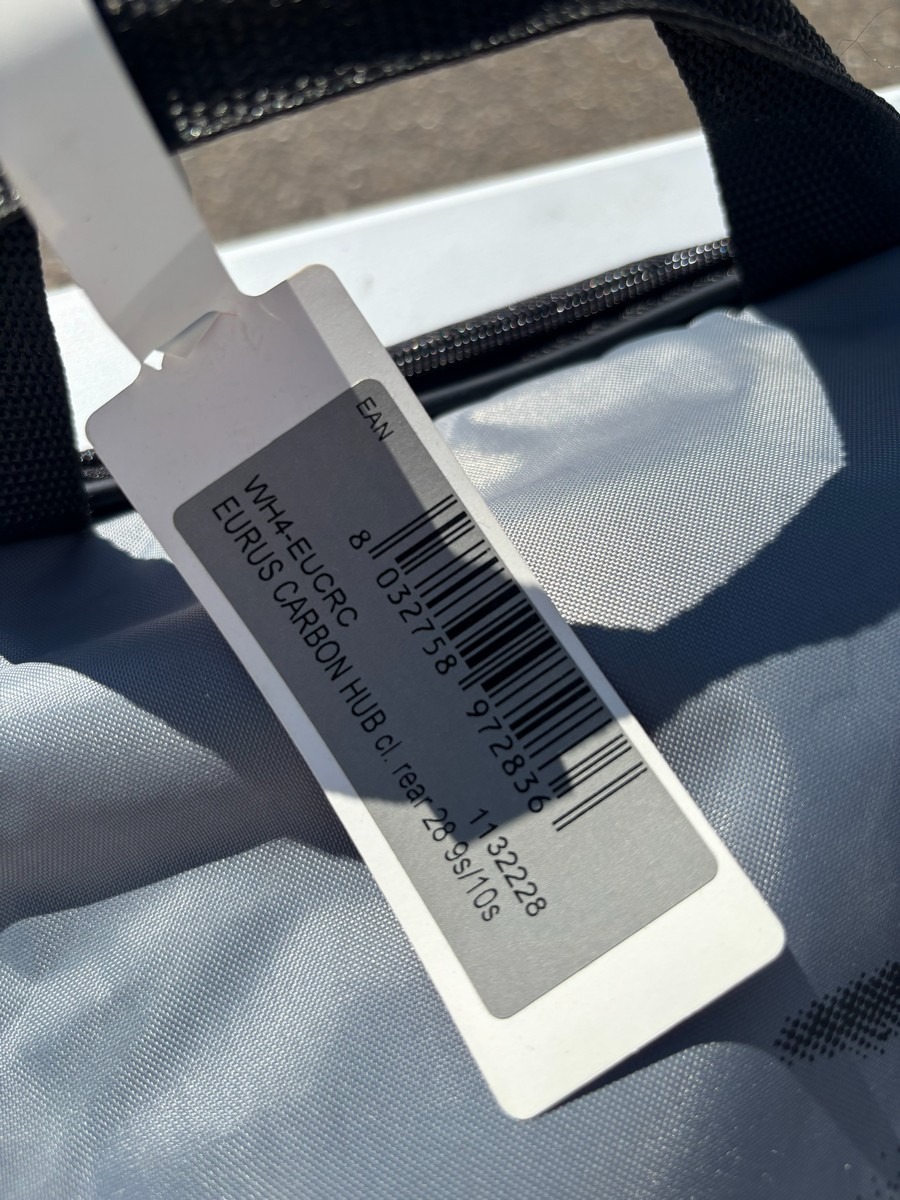 EAN
8 032758 972836
WH4-EUCRC 1132228
EURUS CARBON HUB cl. rear 28 9s/10s